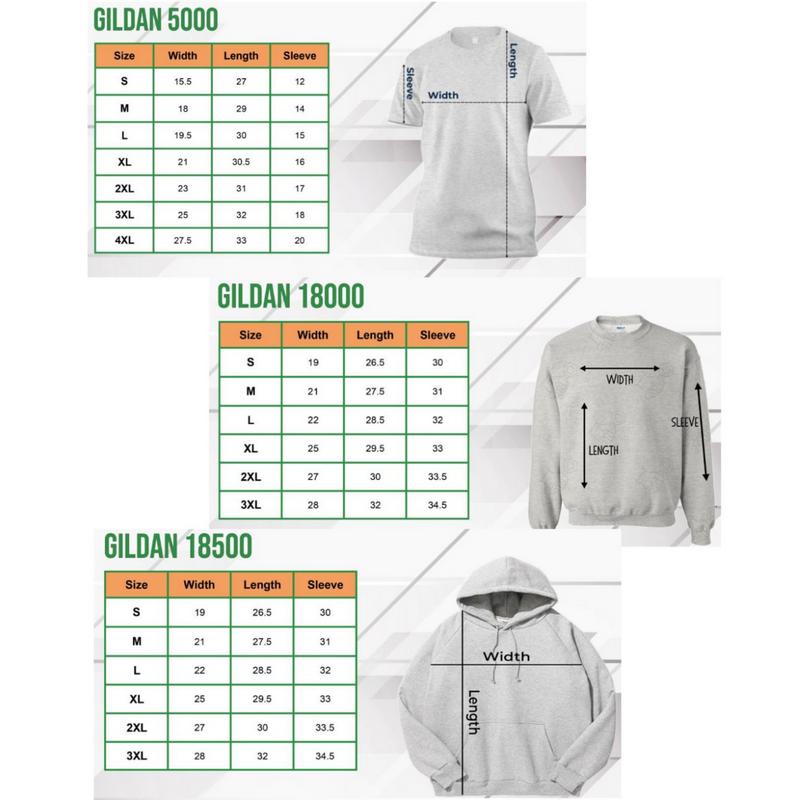 GILDAN 5000
Size Width Length Sleeve
S 15.5 27 12
M 18 29 14
L 19.5 30 15
XL 21 30.5 16
2XL 23 31 17
3XL 25 32 18
4XL 27.5 33 20
Sleeve
Width
Length
GILDAN 18000
Size Width Length Sleeve
S 19 26.5 30
M 21 27.5 31
L 22 28.5 32
XL 25 29.5 33
2XL 27 30 33.5
3XL 28 32 34.5
WIDTH
SLEEVE
LENGTH
GILDAN 18500
Size Width Length Sleeve
S 19 26.5 30
M 21 27.5 31
L 22 28.5 32
XL 25 29.5 33
2XL 27 30 33.5
3XL 28 32 34.5
Width
Length